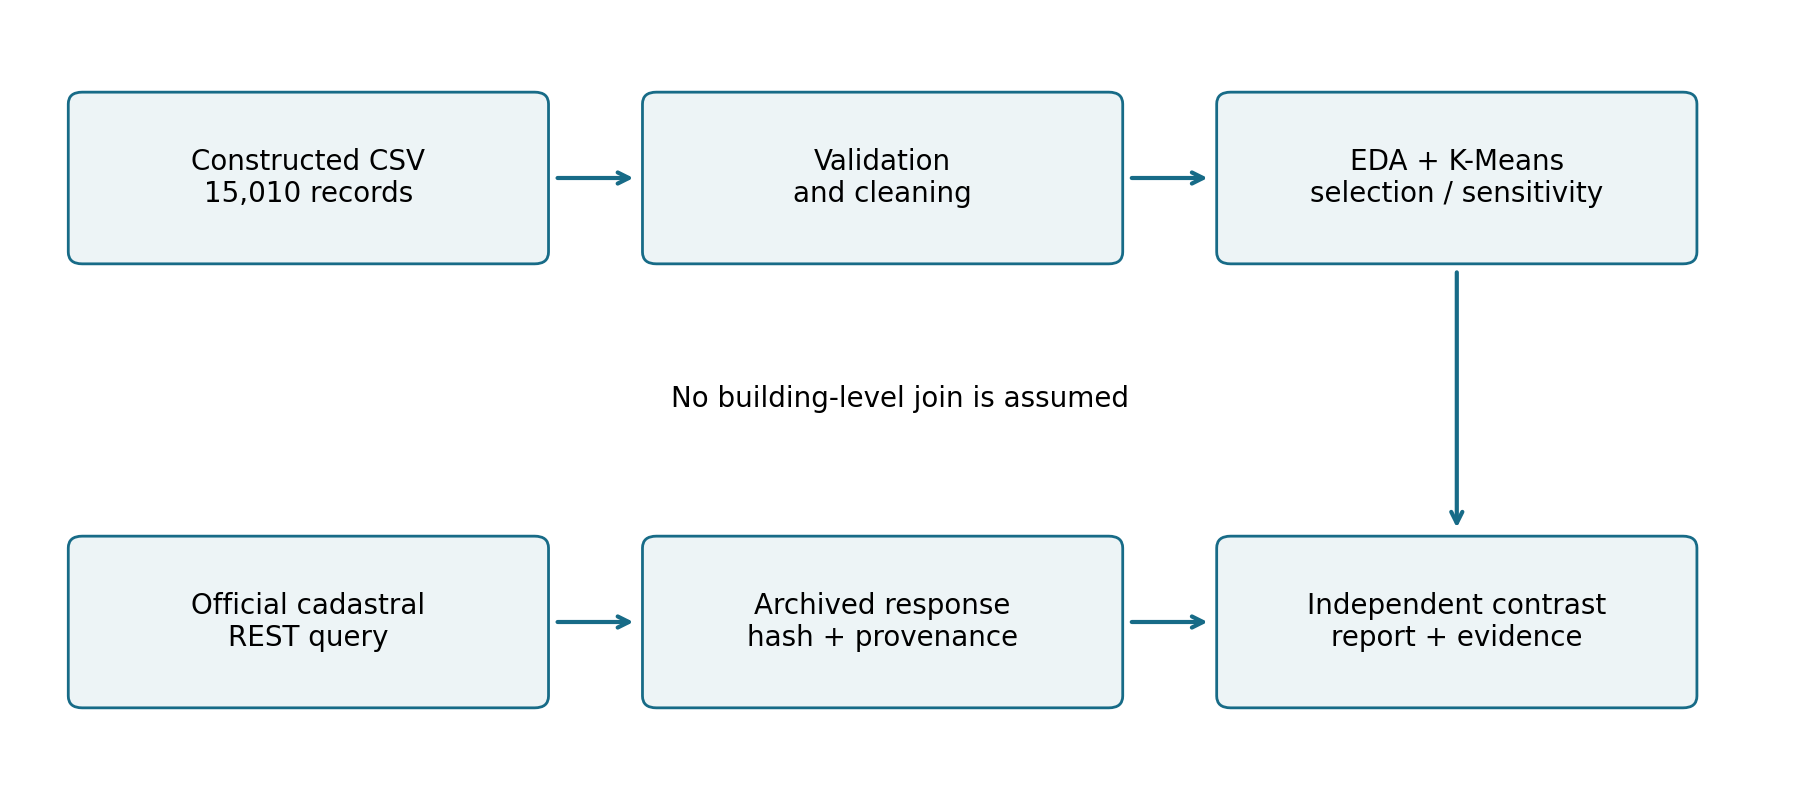 Constructed CSV
15,010 records
Validation
and cleaning
EDA + K-Means
selection / sensitivity
No building-level join is assumed
Official cadastral
REST query
Archived response
hash + provenance
Independent contrast
report + evidence